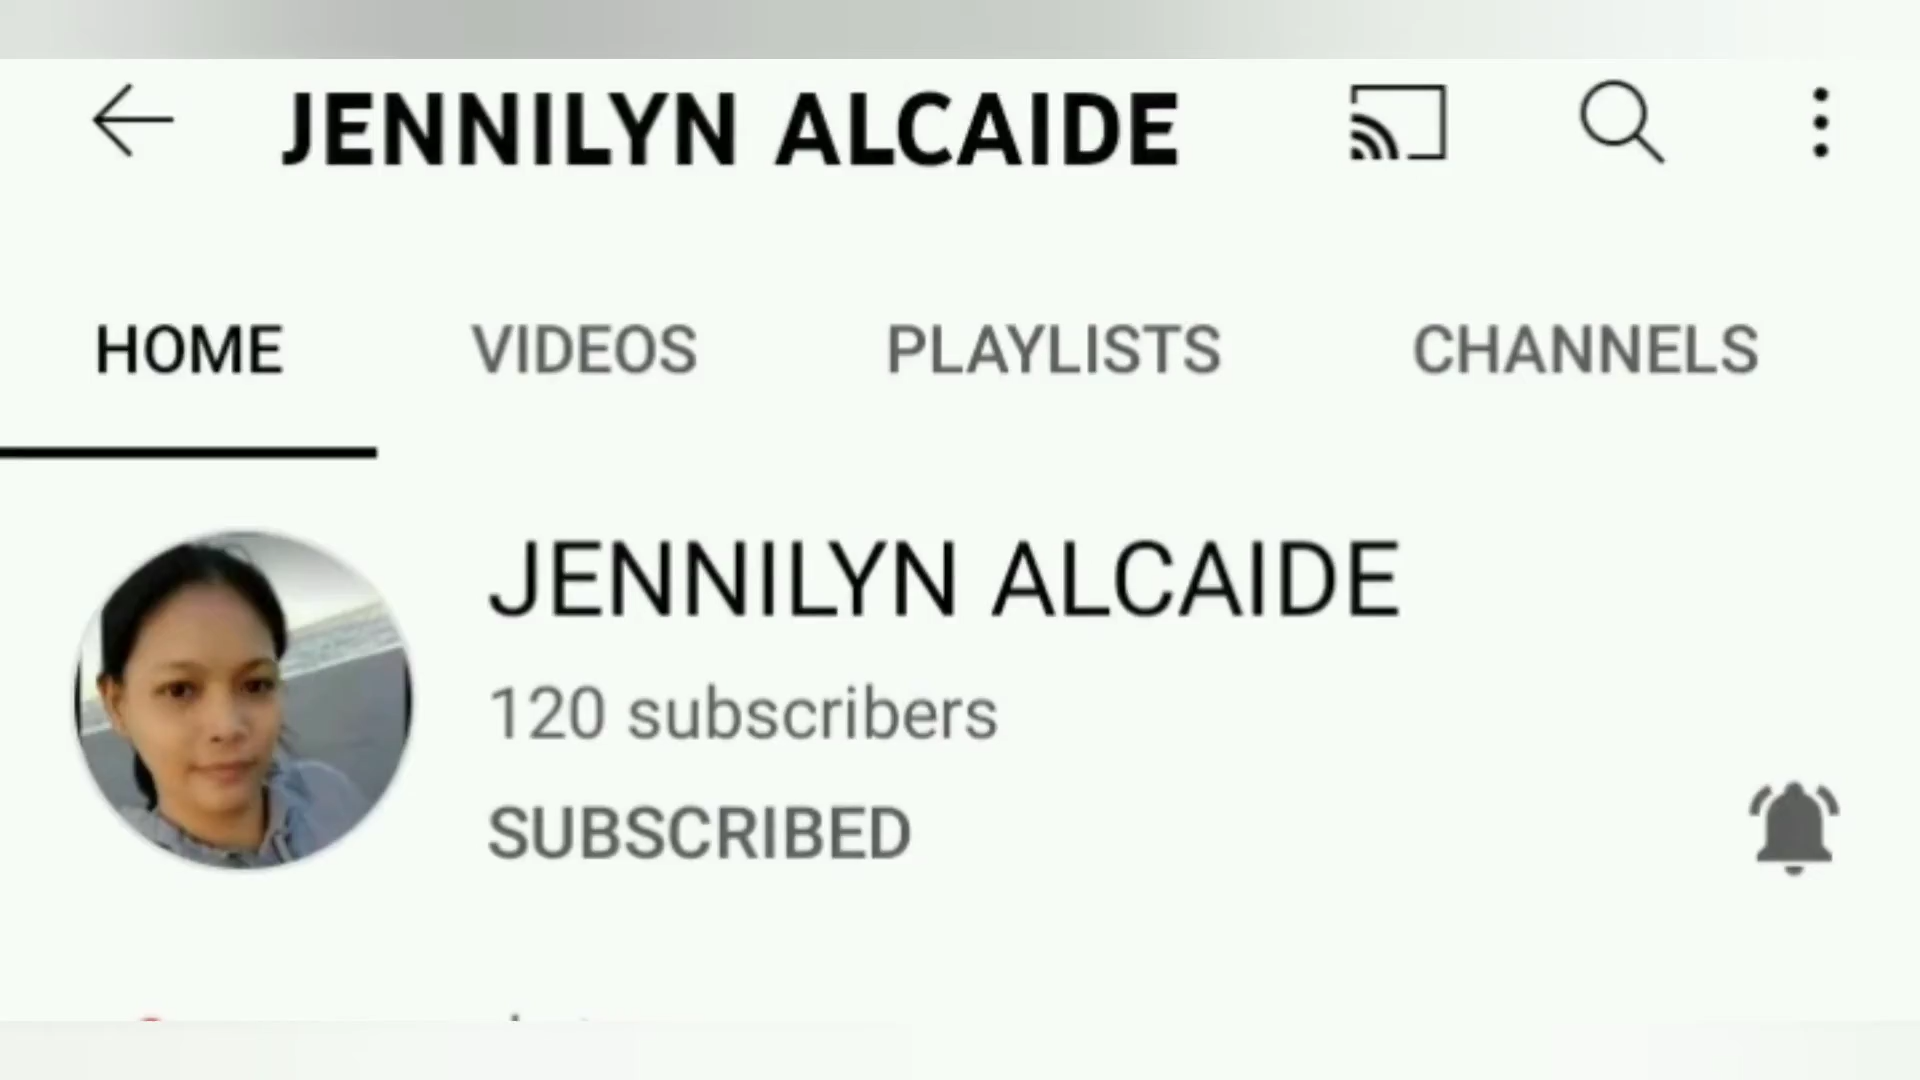 JENNILYN ALCAIDE
HOME VIDEOS PLAYLISTS CHANNELS
JENNILYN ALCAIDE
120 subscribers
SUBSCRIBED